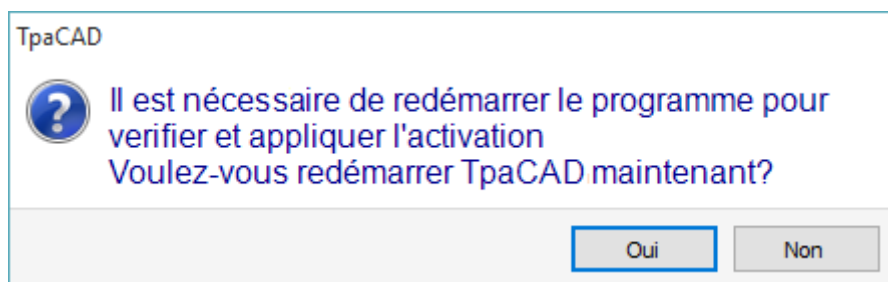 TpaCAD
Il est nécessaire de redémarrer le programme pour
verifier et appliquer l'activation
Voulez-vous redémarrer TpaCAD maintenant?
Oui
Non